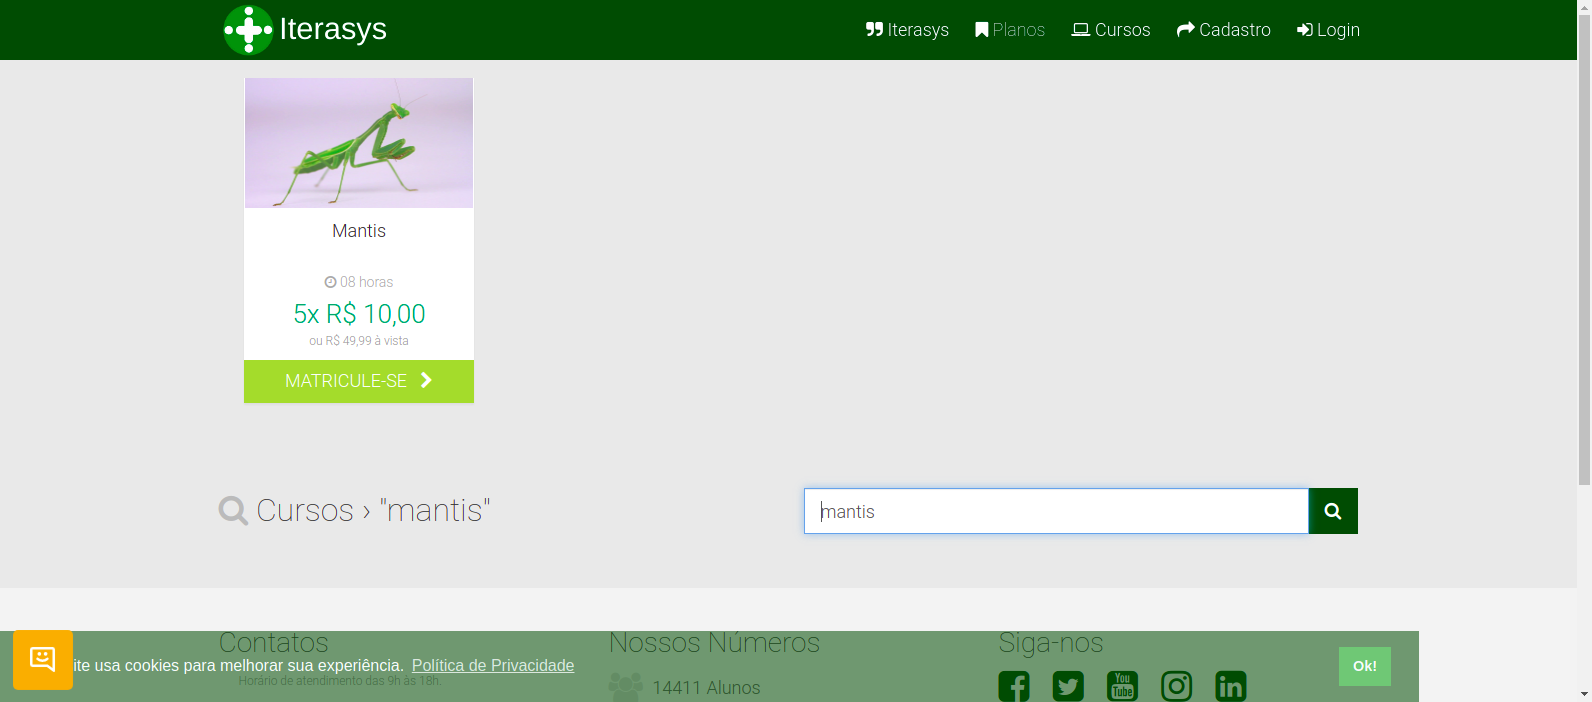 Iterasys
Iterasys Planos Cursos Cadastro Login
Mantis
08 horas
5x R$ 10,00
ou R$ 49,99 à vista
MATRICULE-SE
Cursos › "mantis"
mantis
Contatos
Nossos Números
Siga-nos
ite usa cookies para melhorar sua experiência. Política de Privacidade
Ok!
Horário de atendimento das 9h às 18h.
14411 Alunos
You
Tube
in